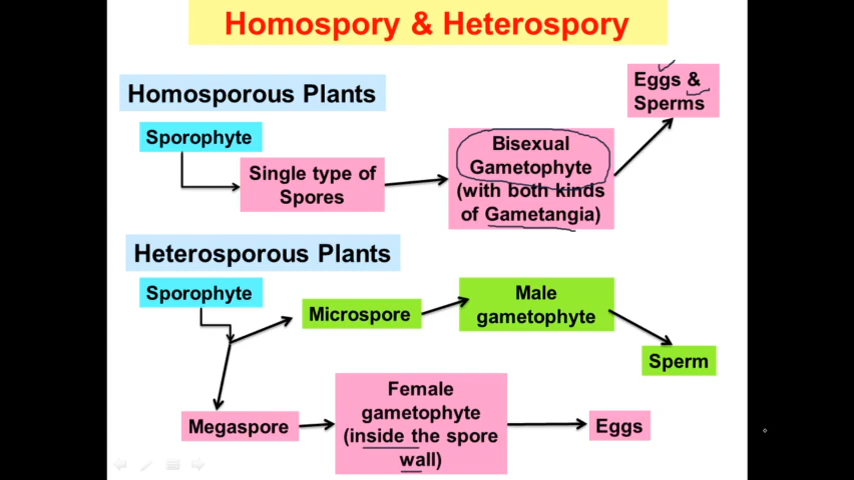 Homospory & Heterospory
Homosporous Plants
Sporophyte
Single type of
Spores
Bisexual
Gametophyte
(with both kinds
of Gametangia)
Eggs &
Sperms
Heterosporous Plants
Sporophyte
Microspore
Male
gametophyte
Sperm
Megaspore
Female
gametophyte
(inside the spore
wall)
Eggs